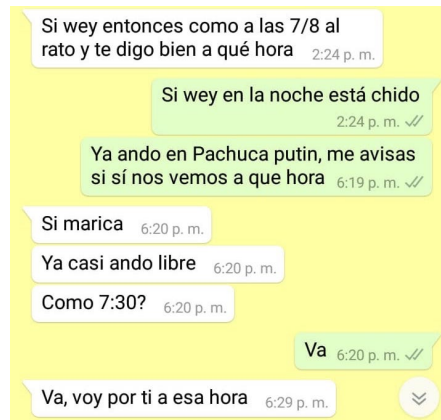 Si wey entonces como a las 7/8 al
rato y te digo bien a qué hora 2:24 p. m.
Si wey en la noche está chido
2:24 p. m.
Ya ando en Pachuca putin, me avisas
si sí nos vemos a que hora 6:19 p. m.
Si marica 6:20 p. m.
Ya casi ando libre 6:20 p. m.
Como 7:30? 6:20 p. m.
Va 6:20 p. m.
Va, voy por ti a esa hora 6:29 p. m.